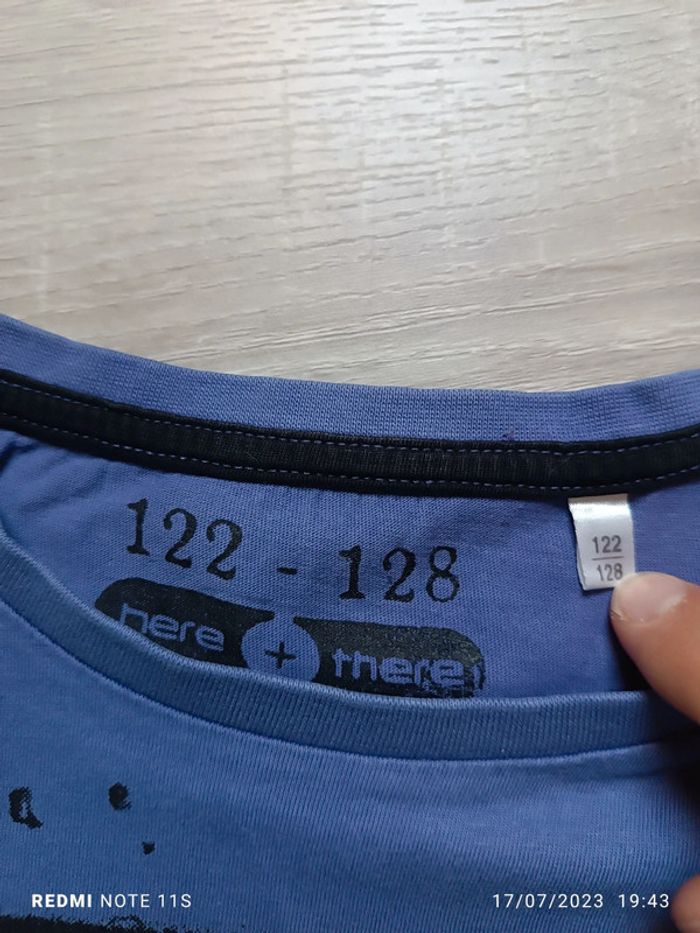 122 - 128
122
128
here + there
REDMI NOTE 11S
17/07/2023 19:43